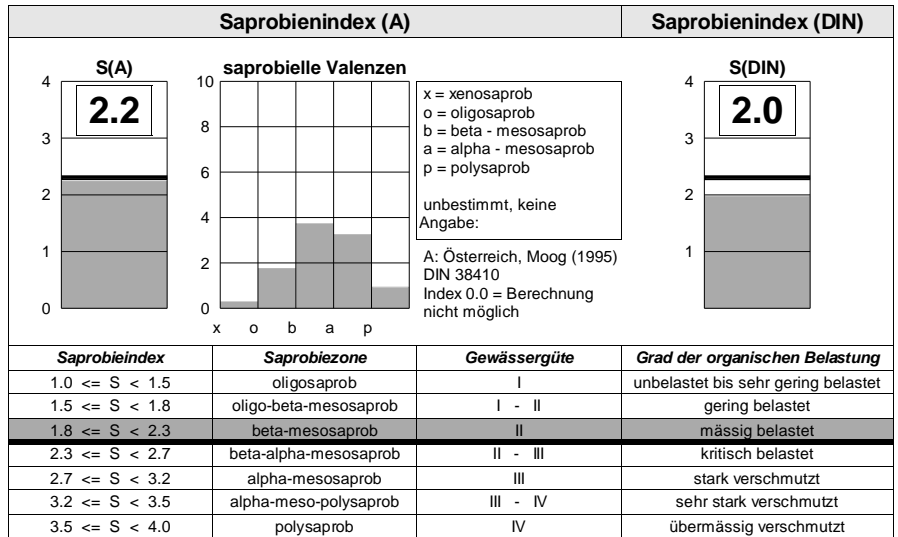 Saprobienindex (A)
Saprobienindex (DIN)
S(A)
4
3
2
1
0
2.2
saprobielle Valenzen
10
8
6
4
2
0
x o b a p
x = xenosaprob
o = oligosaprob
b = beta - mesosaprob
a = alpha - mesosaprob
p = polysaprob
unbestimmt, keine
Angabe:
A: Österreich, Moog (1995)
DIN 38410
Index 0.0 = Berechnung
nicht möglich
S(DIN)
4
3
2
1
2.0
Saprobieindex Saprobiezone Gewässergüte Grad der organischen Belastung
1.0 <= S < 1.5 oligosaprob I unbelastet bis sehr gering belastet
1.5 <= S < 1.8 oligo-beta-mesosaprob I - II gering belastet
1.8 <= S < 2.3 beta-mesosaprob II mässig belastet
2.3 <= S < 2.7 beta-alpha-mesosaprob II - III kritisch belastet
2.7 <= S < 3.2 alpha-mesosaprob III stark verschmutzt
3.2 <= S < 3.5 alpha-meso-polysaprob III - IV sehr stark verschmutzt
3.5 <= S < 4.0 polysaprob IV übermässig verschmutzt